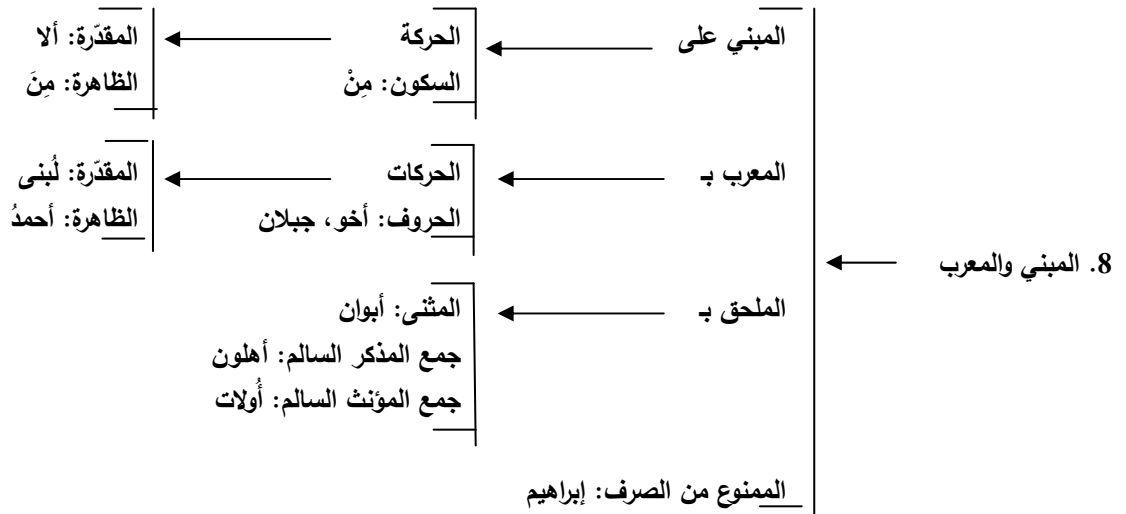 المبني على الحركة المقدّرة: ألا
السكون: مِنْ الظاهرة: مِنَ
المعرب بـ الحركات المقدّرة: لُبنى
الحروف: أخو، جبلان الظاهرة: أحمدُ
8. المبني والمعرب
الملحق بـ المثنى: أبوان
جمع المذكر السالم: أهلون
جمع المؤنث السالم: أُولات
الممنوع من الصرف: إبراهيم